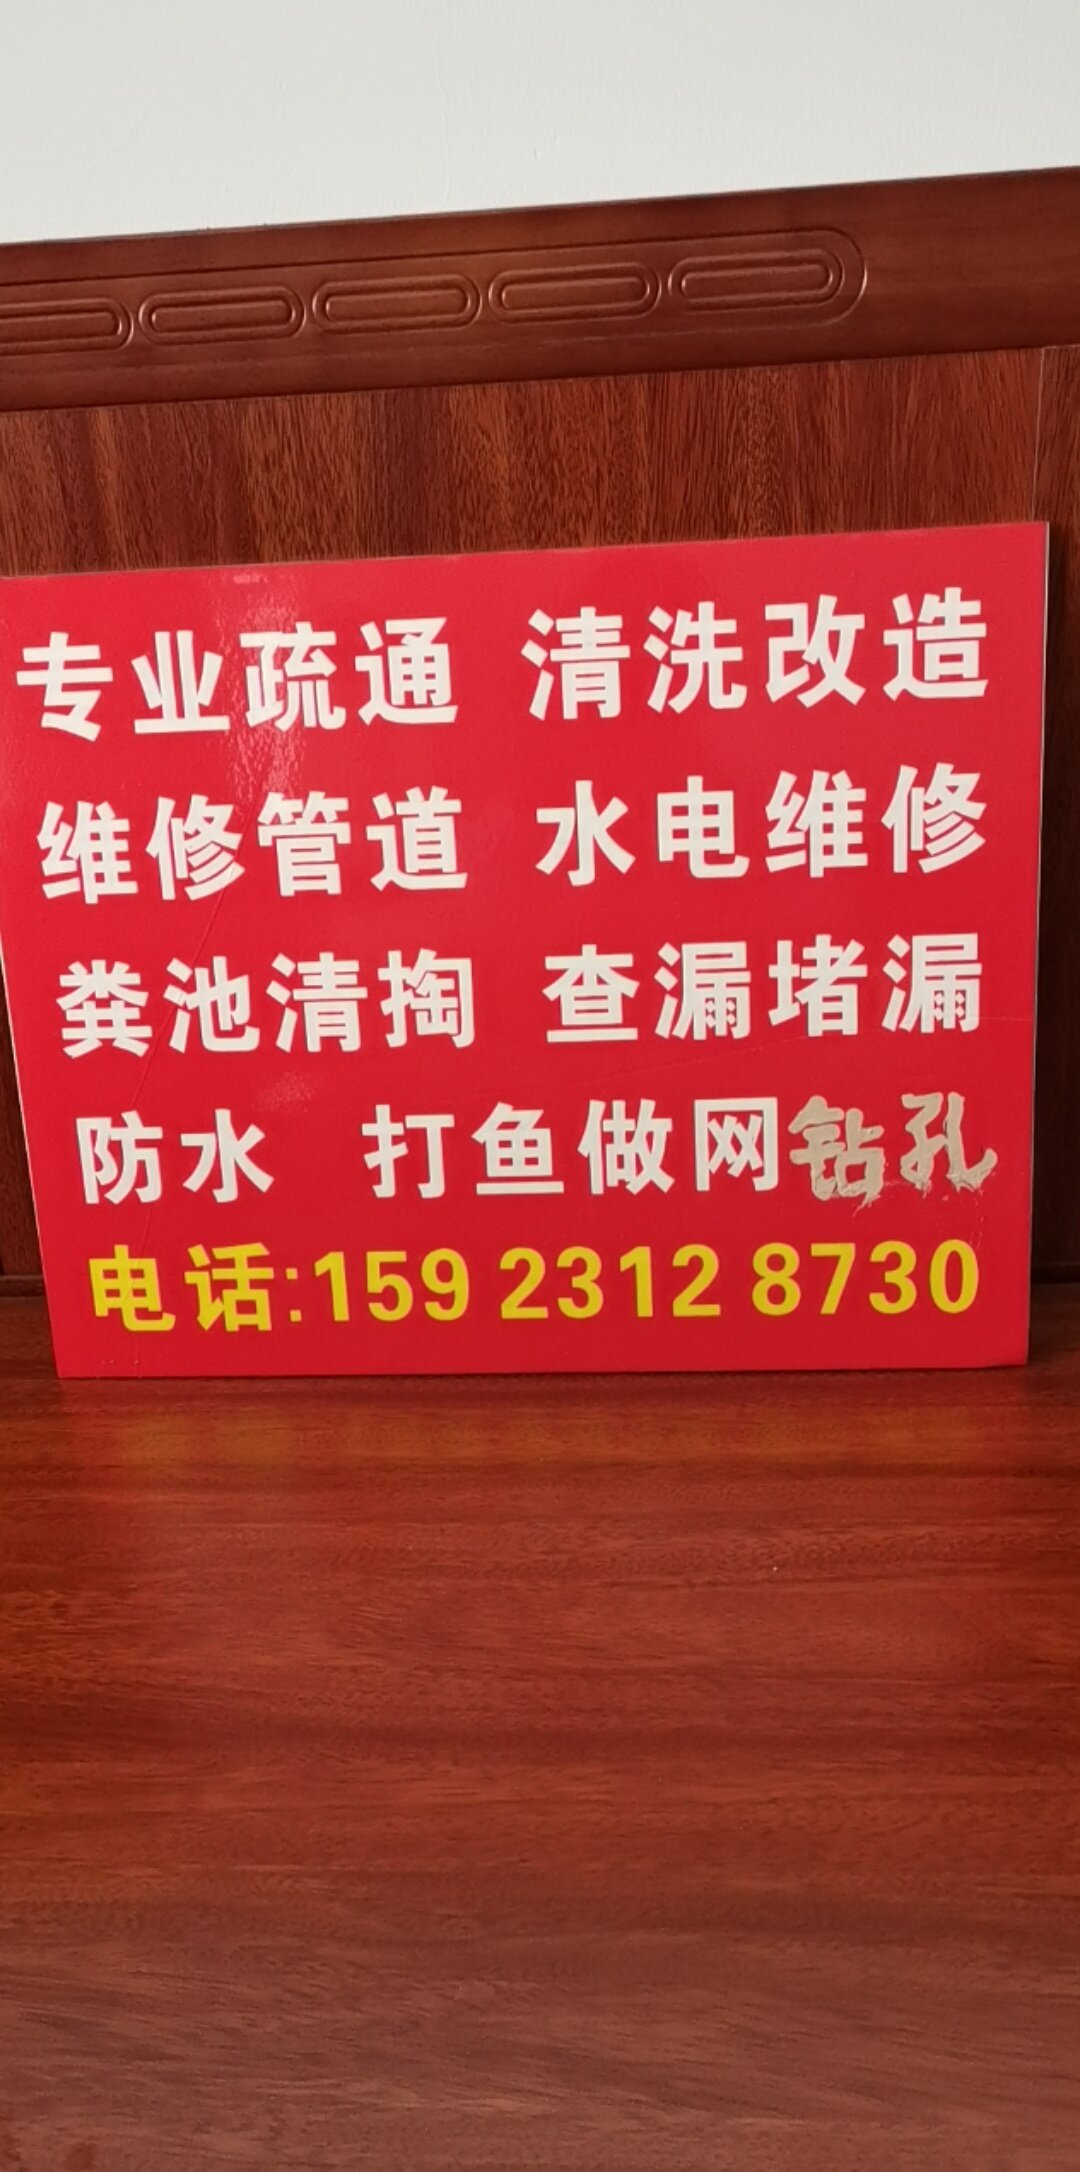 专业疏通 清洗改造
维修管道 水电维修
粪池清掏 查漏堵漏
防水 打鱼做网钻孔
电话:159 2312 8730